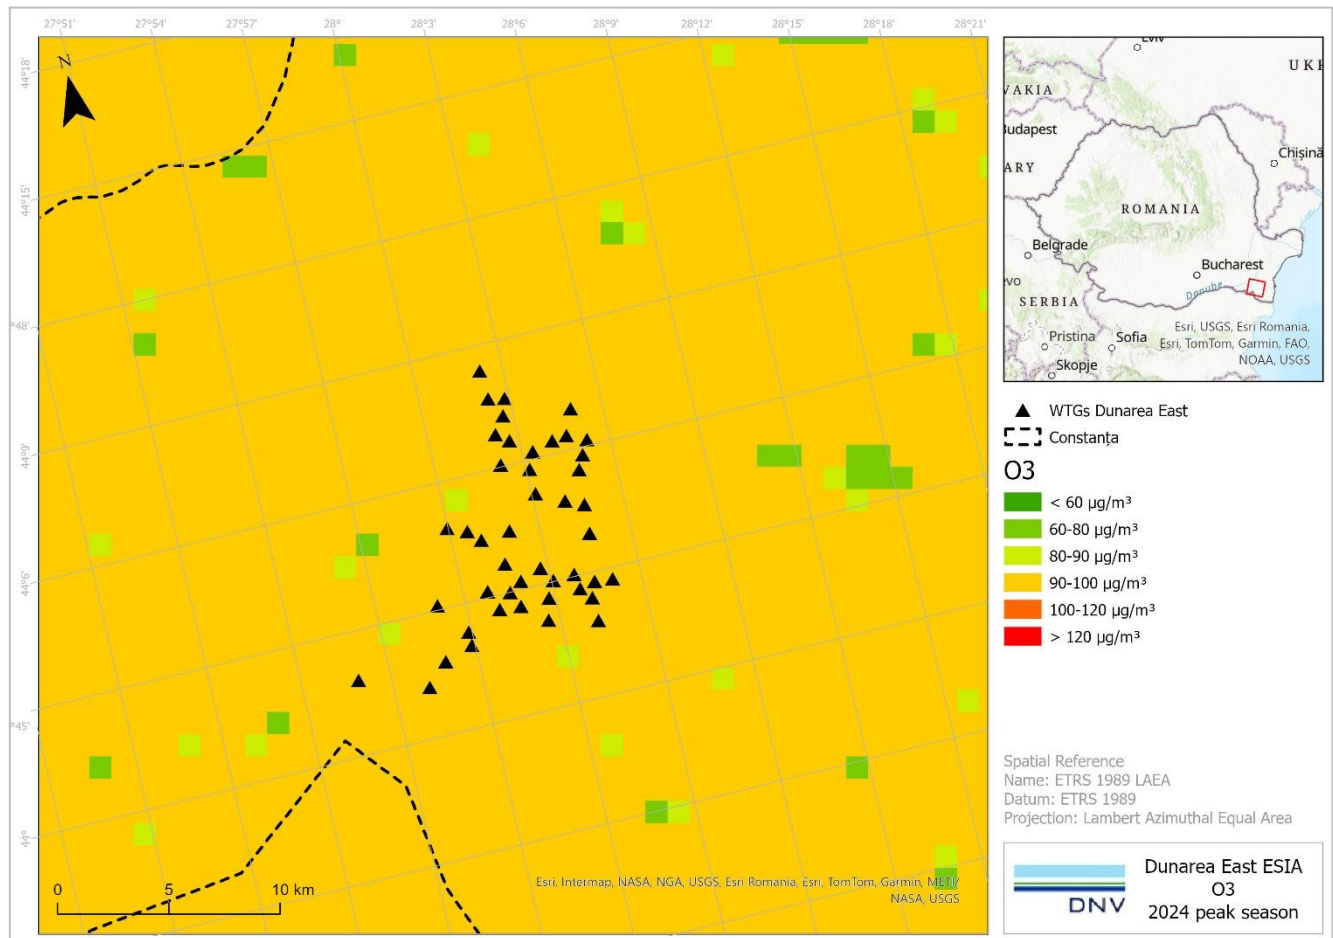 27°51' 27°54' 27°57' 28° 28°3' 28°6' 28°9' 28°12' 28°15' 28°18' 28°21'
44°18'
44°15'
°48'
44°9'
44°6'
°45'
44°
N
0 5 10 km
Esri, Intermap, NASA, NGA, USGS, Esri Romania, Esri, TomTom, Garmin, METI/
NASA, USGS
Lviv
UKR
VAKIA
Budapest
Chișină
ARY
ROMANIA
Belgrade
Bucharest
evo
Danube
SERBIA
Esri, USGS, Esri Romania,
Pristina
Sofia
Esri, TomTom, Garmin, FAO,
NOAA, USGS
Skopje
WTGs Dunarea East
Constanța
O3
< 60 µg/m³
60-80 µg/m³
80-90 µg/m³
90-100 µg/m³
100-120 µg/m³
> 120 µg/m³
Spatial Reference
Name: ETRS 1989 LAEA
Datum: ETRS 1989
Projection: Lambert Azimuthal Equal Area
DNV
Dunarea East ESIA
O3
2024 peak season